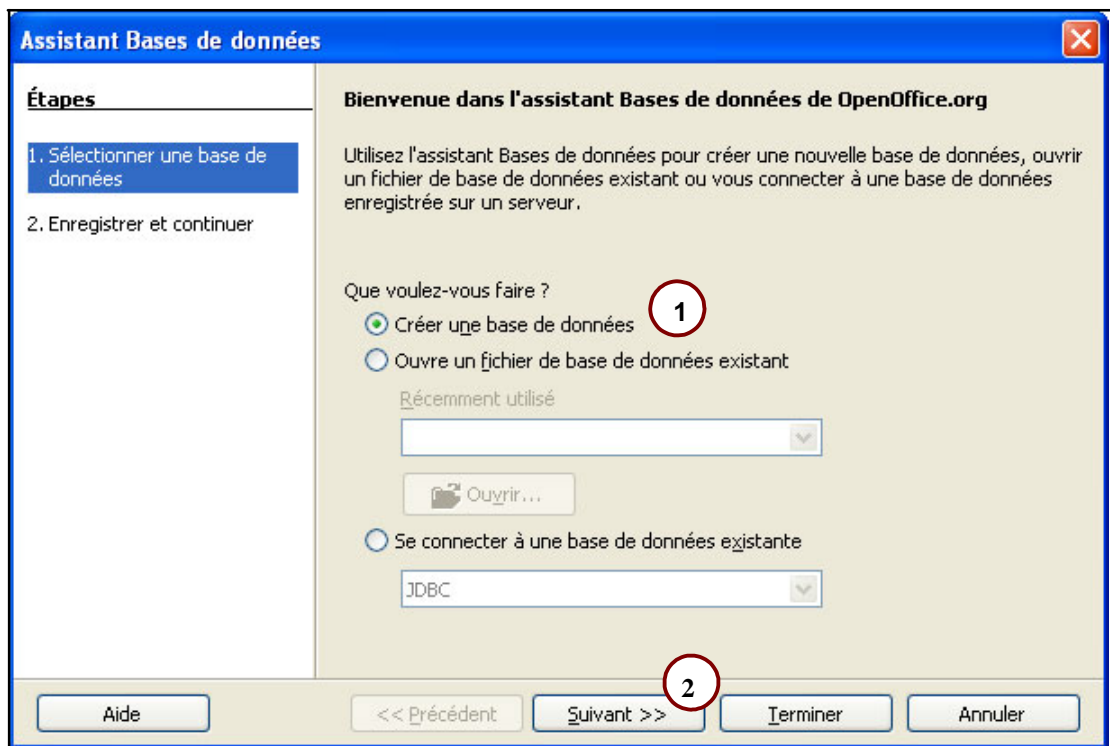 Assistant Bases de données
Étapes
1. Sélectionner une base de
données
2. Enregistrer et continuer
Bienvenue dans l'assistant Bases de données de OpenOffice.org
Utilisez l'assistant Bases de données pour créer une nouvelle base de données, ouvrir
un fichier de base de données existant ou vous connecter à une base de données
enregistrée sur un serveur.
Que voulez-vous faire ?
Créer une base de données
1
Ouvre un fichier de base de données existant
Récemment utilisé
Ouvrir...
Se connecter à une base de données existante
JDBC
2
Aide
<< Précédent
Suivant >>
Terminer
Annuler